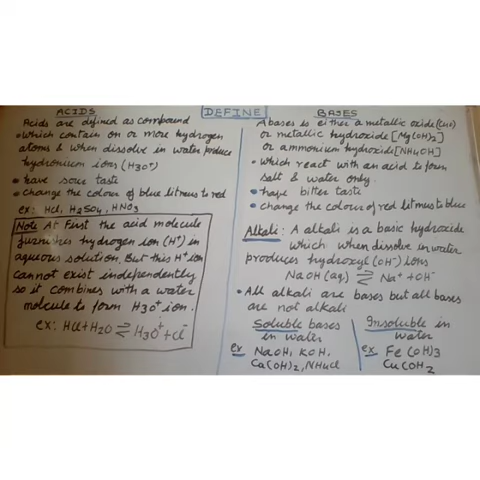 DEFINE
ACIDS
Acids are defined as compound
• Which contain on or more hydrogen
atoms & when dissolve in water produce
hydronium ions (H3O+)
• have sour taste
• change the colour of blue litmus to red
ex: HCl, H2SO4, HNO3
Note At First the acid molecule
furnishes hydrogen ion (H+) in
aqueous solution. But this H+ ion
cannot exist independently
so it combines with a water
molecule to form H3O+ ion.
ex: HCl + H2O ⇌ H3O+ + Cl-
BASES
A bases is either a metallic oxide (CuO)
or metallic hydroxide [Mg(OH)2]
or ammonium hydroxide [NH4OH]
• Which react with an acid to form
salt & water only.
• have bitter taste
• change the colour of red litmus to blue
Alkali: A alkali is a basic hydroxide
which when dissolve in water
produces hydroxyl (OH-) Ions
NaOH (aq.) ⇌ Na+ + OH-
• All alkali are bases but all bases
are not alkali
Soluble bases
in water
ex NaOH, KOH,
Ca(OH)2, NH4Cl
Insoluble in
water
ex Fe(OH)3
Cu(OH2